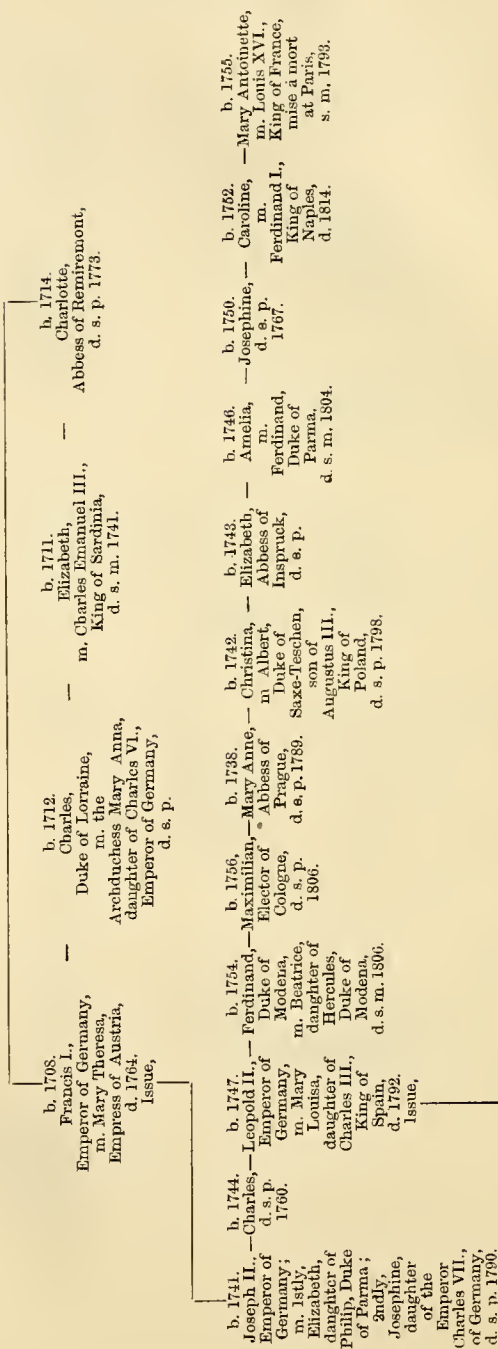 b. 1708.
Francis I.,
Emperor of Germany,
m. Mary Theresa,
Empress of Austria,
d. 1764.
Issue,
—
b. 1712.
Charles,
Duke of Lorraine,
m. the
Archduchess Mary Anna,
daughter of Charles VI.,
Emperor of Germany,
d. s. p.
—
b. 1711.
Elizabeth,
m. Charles Emanuel III.,
King of Sardinia,
d. s. m. 1741.
—
b. 1714.
Charlotte,
Abbess of Remiremont,
d. s. p. 1773.
b. 1741.
Joseph II.,
Emperor of
Germany;
m. 1stly,
Elizabeth,
daughter of
Philip, Duke
of Parma;
2ndly,
Josephine,
daughter
of the
Emperor
Charles VII.,
of Germany,
d. s. p. 1790.
b. 1744.
—Charles,
d. s. p.
1760.
b. 1747.
—Leopold II.,
Emperor of
Germany,
m. Mary
Louisa,
daughter of
Charles III.,
King of
Spain,
d. 1792.
Issue,
b. 1754.
—Ferdinand,
Duke of
Modena,
m. Beatrice,
daughter of
Hercules,
Duke of
Modena,
d. s. m. 1806.
b. 1756,
—Maximilian,
Elector of
Cologne,
d. s. p.
1806.
b. 1738.
—Mary Anne,
Abbess of
Prague,
d. s. p. 1789.
b. 1742.
— Christina,
m Albert,
Duke of
Saxe-Teschen,
son of
Augustus III.,
King of
Poland,
d. s. p. 1798.
b. 1743.
— Elizabeth,
Abbess of
Inspruck,
d. s. p.
b. 1746.
— Amelia,
m.
Ferdinand,
Duke of
Parma,
d. s. m. 1804.
b. 1750.
—Josephine,
d. s. p.
1767.
b. 1752.
— Caroline,
m.
Ferdinand I.,
King of
Naples,
d. 1814.
b. 1755.
—Mary Antoinette,
m. Louis XVI.,
King of France,
mise à mort
at Paris,
s. m. 1793.